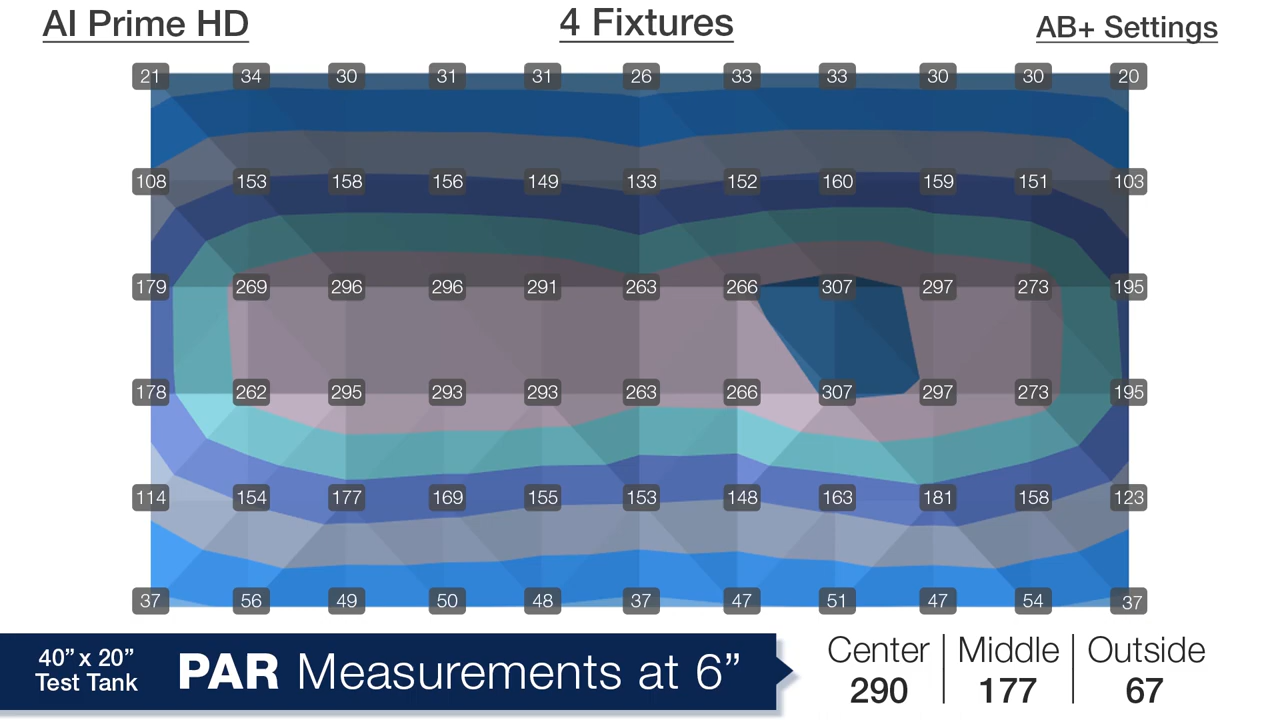 AI Prime HD
4 Fixtures
AB+ Settings
21 34 30 31 31 26 33 33 30 30 20
108 153 158 156 149 133 152 160 159 151 103
179 269 296 296 291 263 266 307 297 273 195
178 262 295 293 293 263 266 307 297 273 195
114 154 177 169 155 153 148 163 181 158 123
37 56 49 50 48 37 47 51 47 54 37
40” x 20”
Test Tank
PAR Measurements at 6”
Center Middle Outside
290 177 67